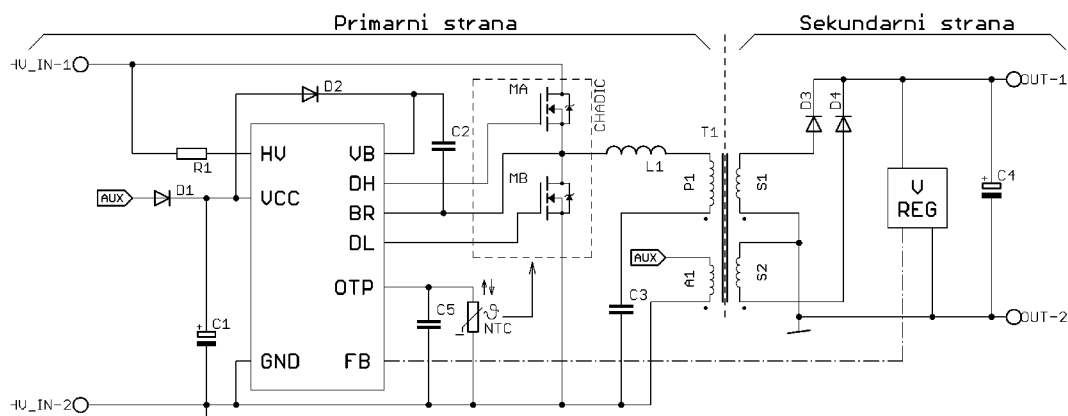 Primarni strana
Sekundarni strana
HV_IN-1
OUT-1
D2
MA
CHADIC
D3
D4
T1
C2
L1
R1
HV
VB
P1
S1
C4
D1
DH
MB
V
REG
AUX
VCC
BR
DL
AUX
A1
S2
OTP
C5
NTC
C3
C1
OUT-2
GND
FB
HV_IN-2